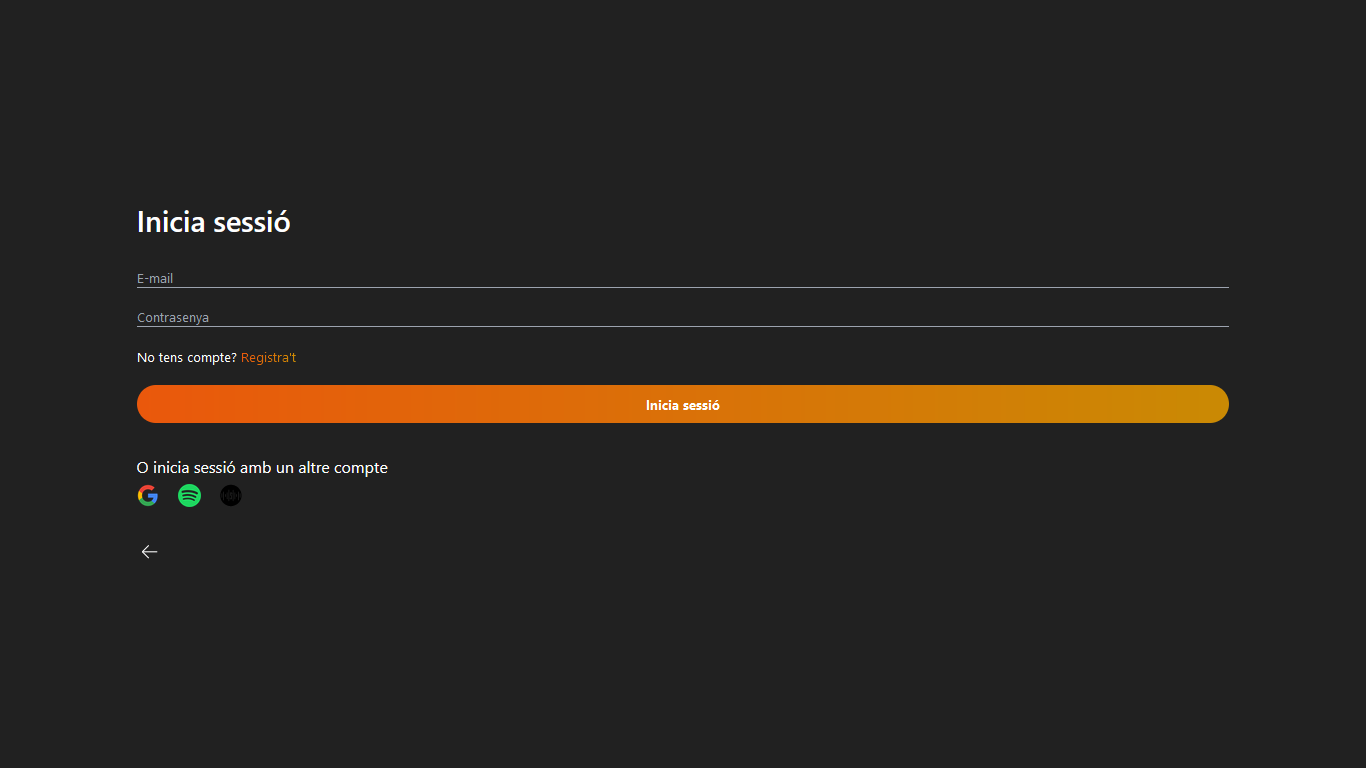 Inicia sessió
E-mail
Contrasenya
No tens compte? Registra't
Inicia sessió
O inicia sessió amb un altre compte